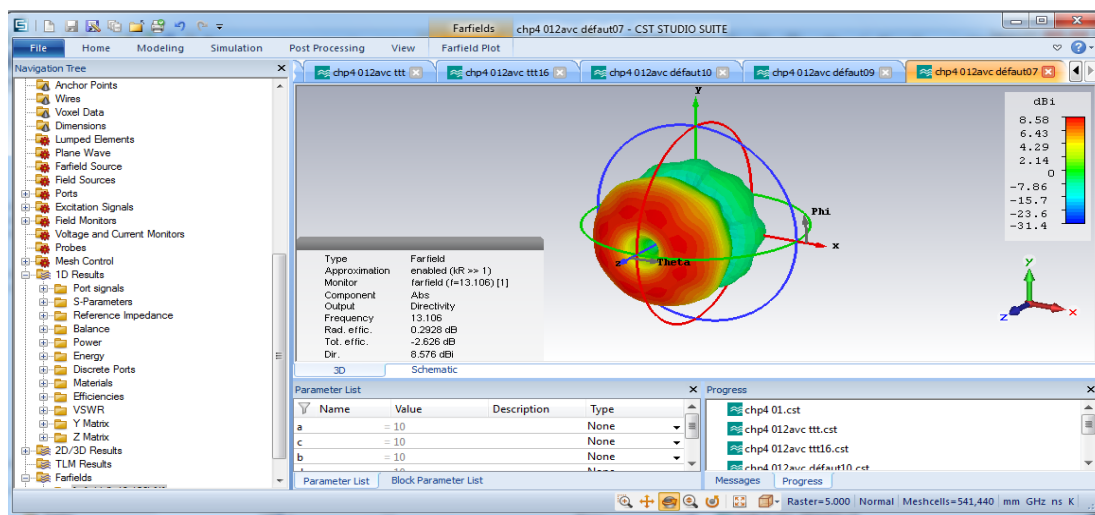 Farfields chp4 012avc défaut07 - CST STUDIO SUITE
File Home Modeling Simulation Post Processing View Farfield Plot
Navigation Tree
Anchor Points
Wires
Voxel Data
Dimensions
Lumped Elements
Plane Wave
Farfield Source
Field Sources
Ports
Excitation Signals
Field Monitors
Voltage and Current Monitors
Probes
Mesh Control
1D Results
Port signals
S-Parameters
Reference Impedance
Balance
Power
Energy
Discrete Ports
Materials
Efficiencies
VSWR
Y Matrix
Z Matrix
2D/3D Results
TLM Results
Farfields
chp4 012avc ttt chp4 012avc ttt16 chp4 012avc défaut10 chp4 012avc défaut09 chp4 012avc défaut07
y
Phi
x
z
Theta
dBi
8.58
6.43
4.29
2.14
0
-7.86
-15.7
-23.6
-31.4
y
z
x
Type Farfield
Approximation enabled (kR >> 1)
Monitor farfield (f=13.106) [1]
Component Abs
Output Directivity
Frequency 13.106
Rad. effic. 0.2928 dB
Tot. effic. -2.626 dB
Dir. 8.576 dBi
3D Schematic
Parameter List
Name Value Description Type
a = 10 None
c = 10 None
b = 10 None
Parameter List Block Parameter List
Progress
chp4 01.cst
chp4 012avc ttt.cst
chp4 012avc ttt16.cst
chp4 012avc défaut10.cst
Messages Progress
Raster=5.000 Normal Meshcells=541,440 mm GHz ns K